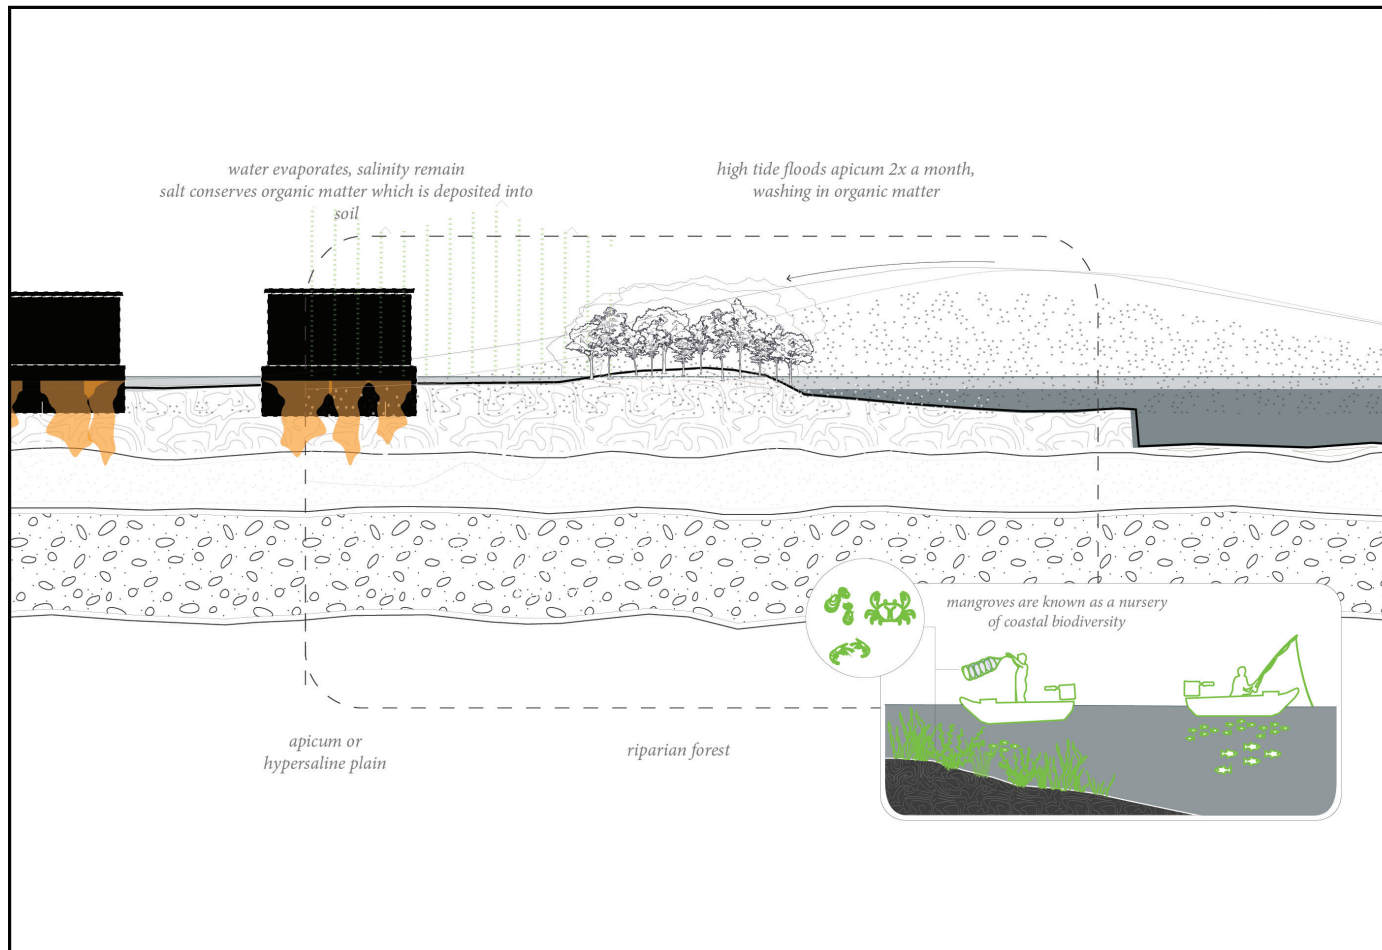 water evaporates, salinity remain
salt conserves organic matter which is deposited into
soil
high tide floods apicum 2x a month,
washing in organic matter
mangroves are known as a nursery
of coastal biodiversity
apicum or
hypersaline plain
riparian forest